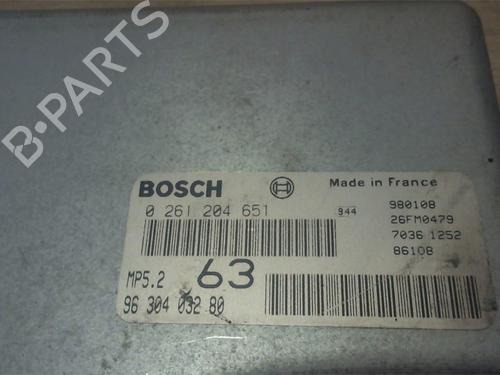 B-PARTS
BOSCH
Made in France
0 261 204 651
944
980108
26FM0479
7036 1252
86108
MP5.2
63
96 304 032 80